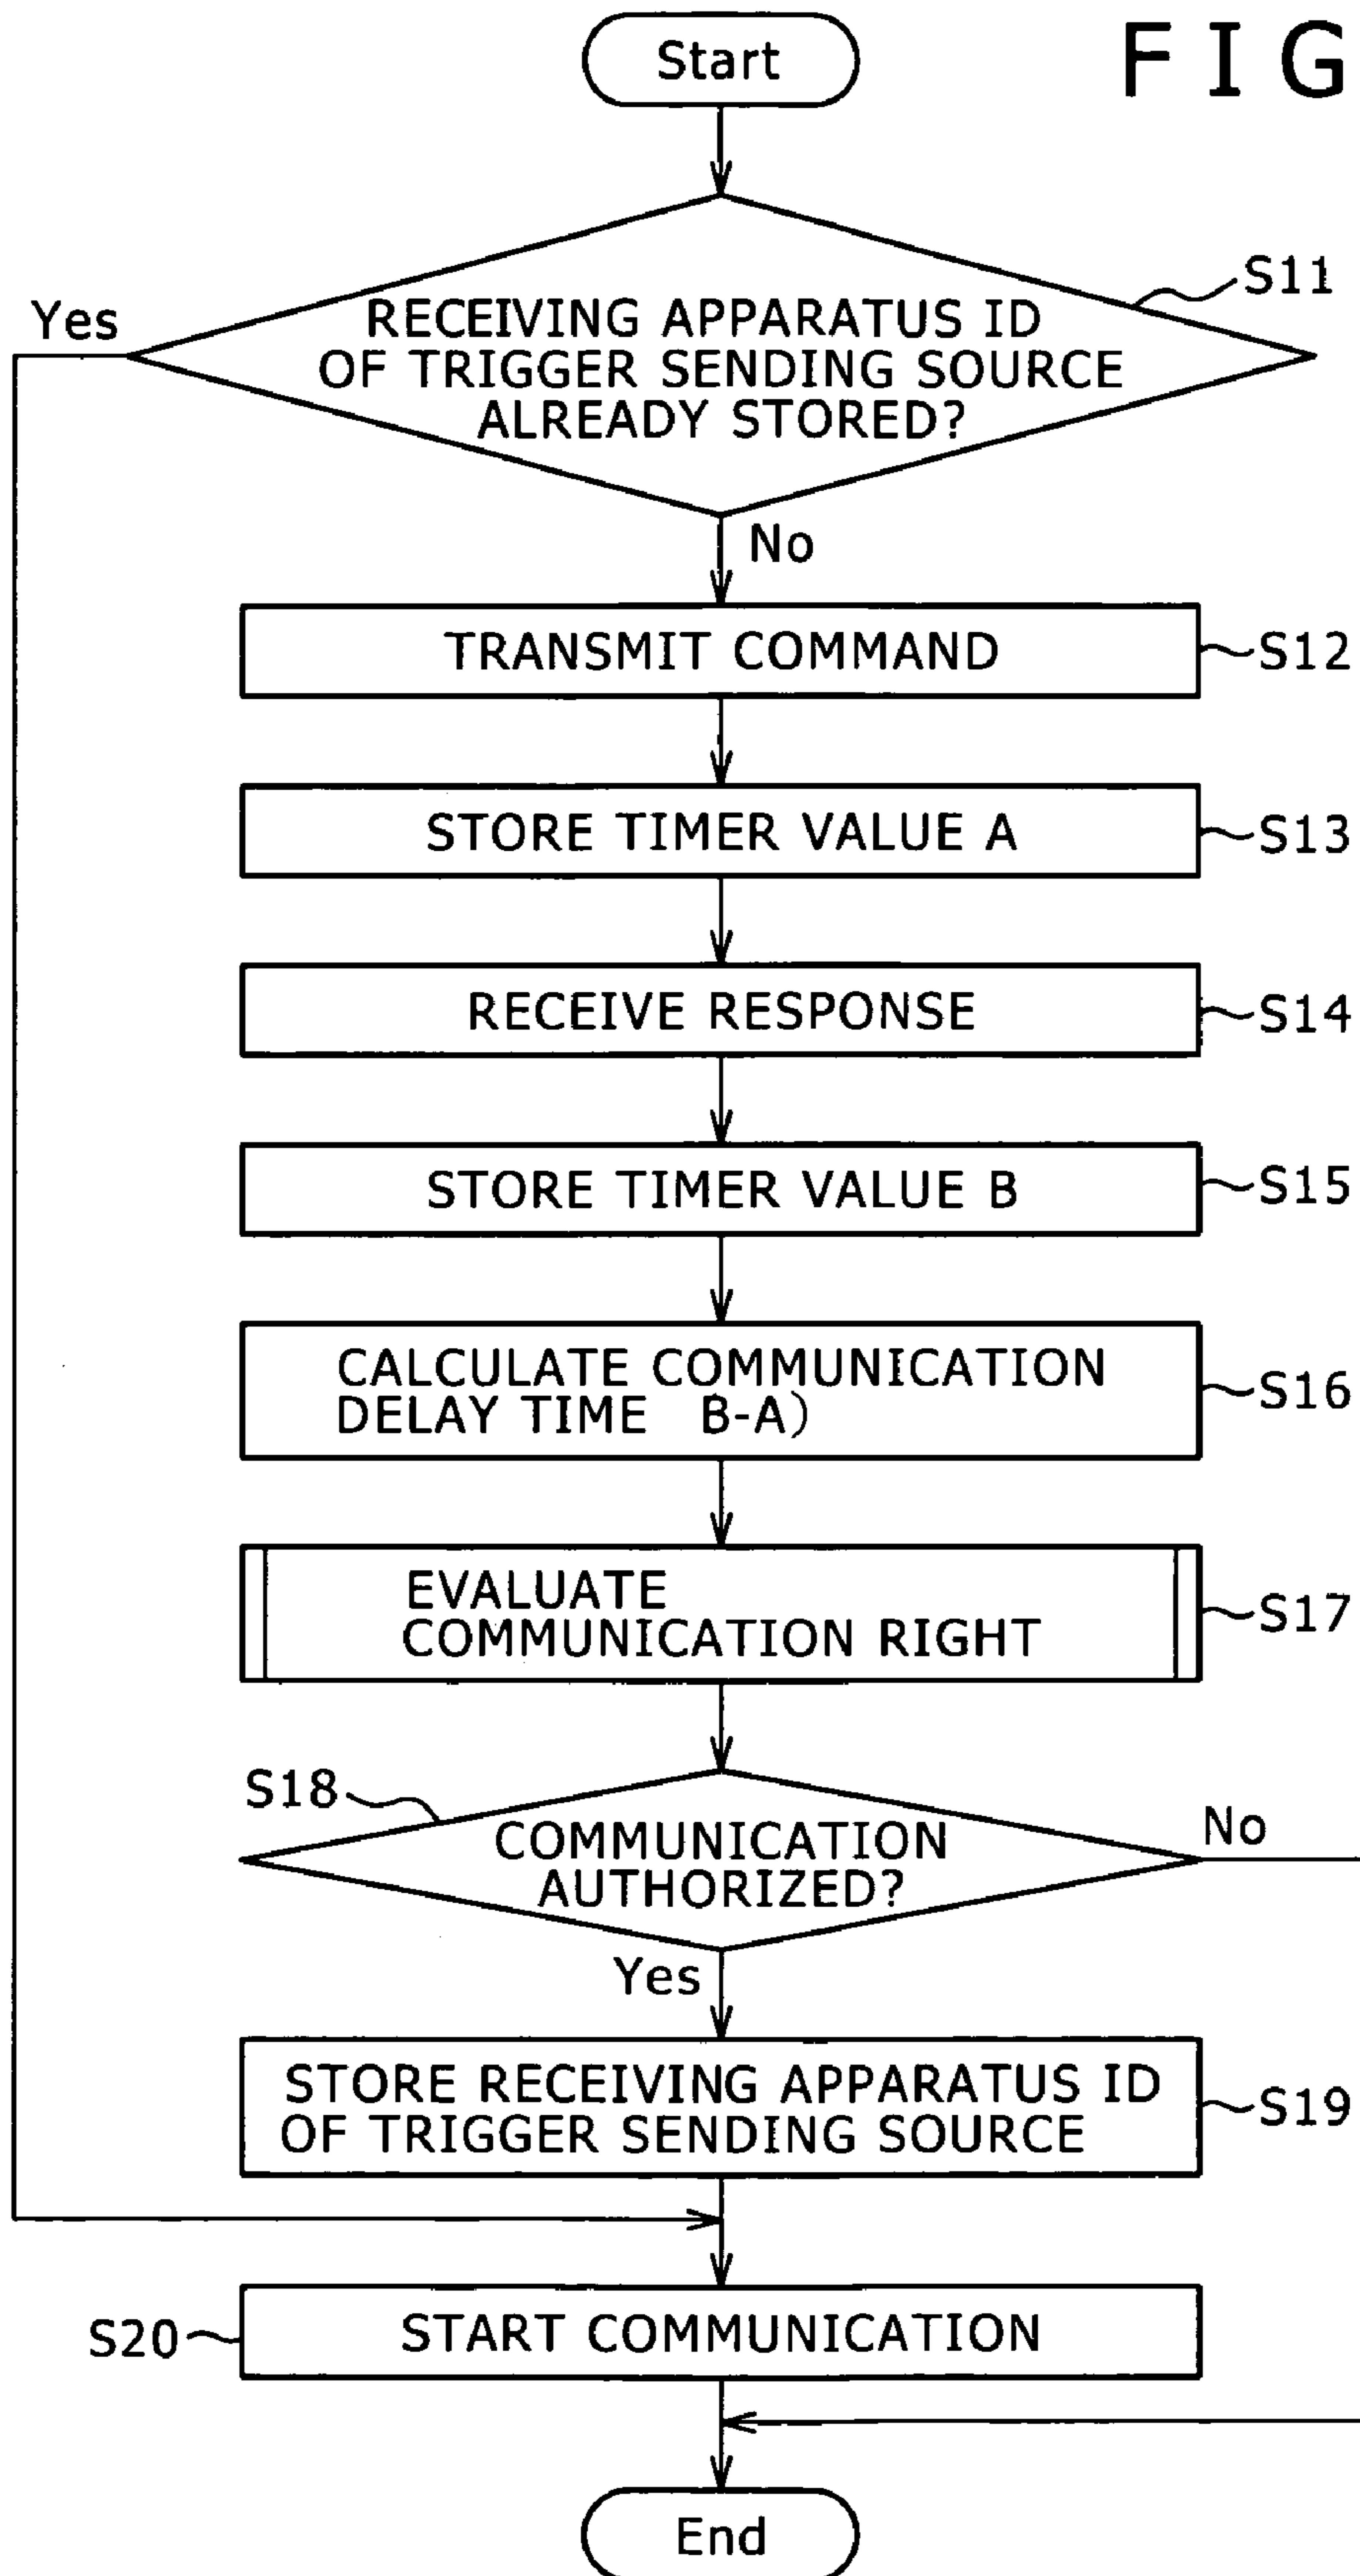 Start
FIG
S11
Yes
RECEIVING APPARATUS ID
OF TRIGGER SENDING SOURCE
ALREADY STORED?
No
TRANSMIT COMMAND
S12
STORE TIMER VALUE A
S13
RECEIVE RESPONSE
S14
STORE TIMER VALUE B
S15
CALCULATE COMMUNICATION
DELAY TIME B-A)
S16
EVALUATE
COMMUNICATION RIGHT
S17
S18
COMMUNICATION
AUTHORIZED?
No
Yes
STORE RECEIVING APPARATUS ID
OF TRIGGER SENDING SOURCE
S19
S20
START COMMUNICATION
End